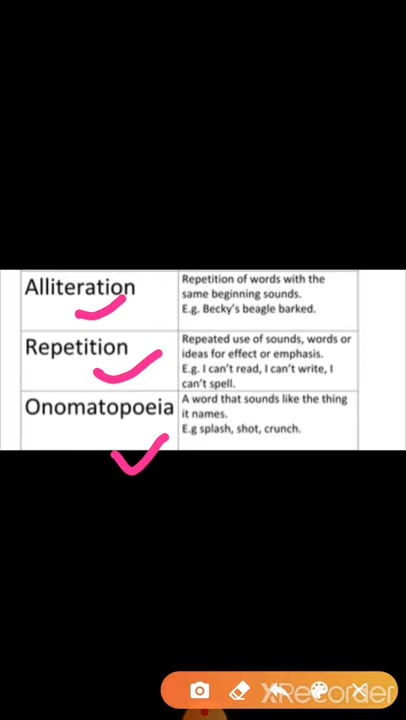 Alliteration
Repetition of words with the
same beginning sounds.
E.g. Becky's beagle barked.
Repetition
Repeated use of sounds, words or
ideas for effect or emphasis.
E.g. I can't read, I can't write, I
can't spell.
Onomatopoeia
A word that sounds like the thing
it names.
E.g splash, shot, crunch.
XRecorder